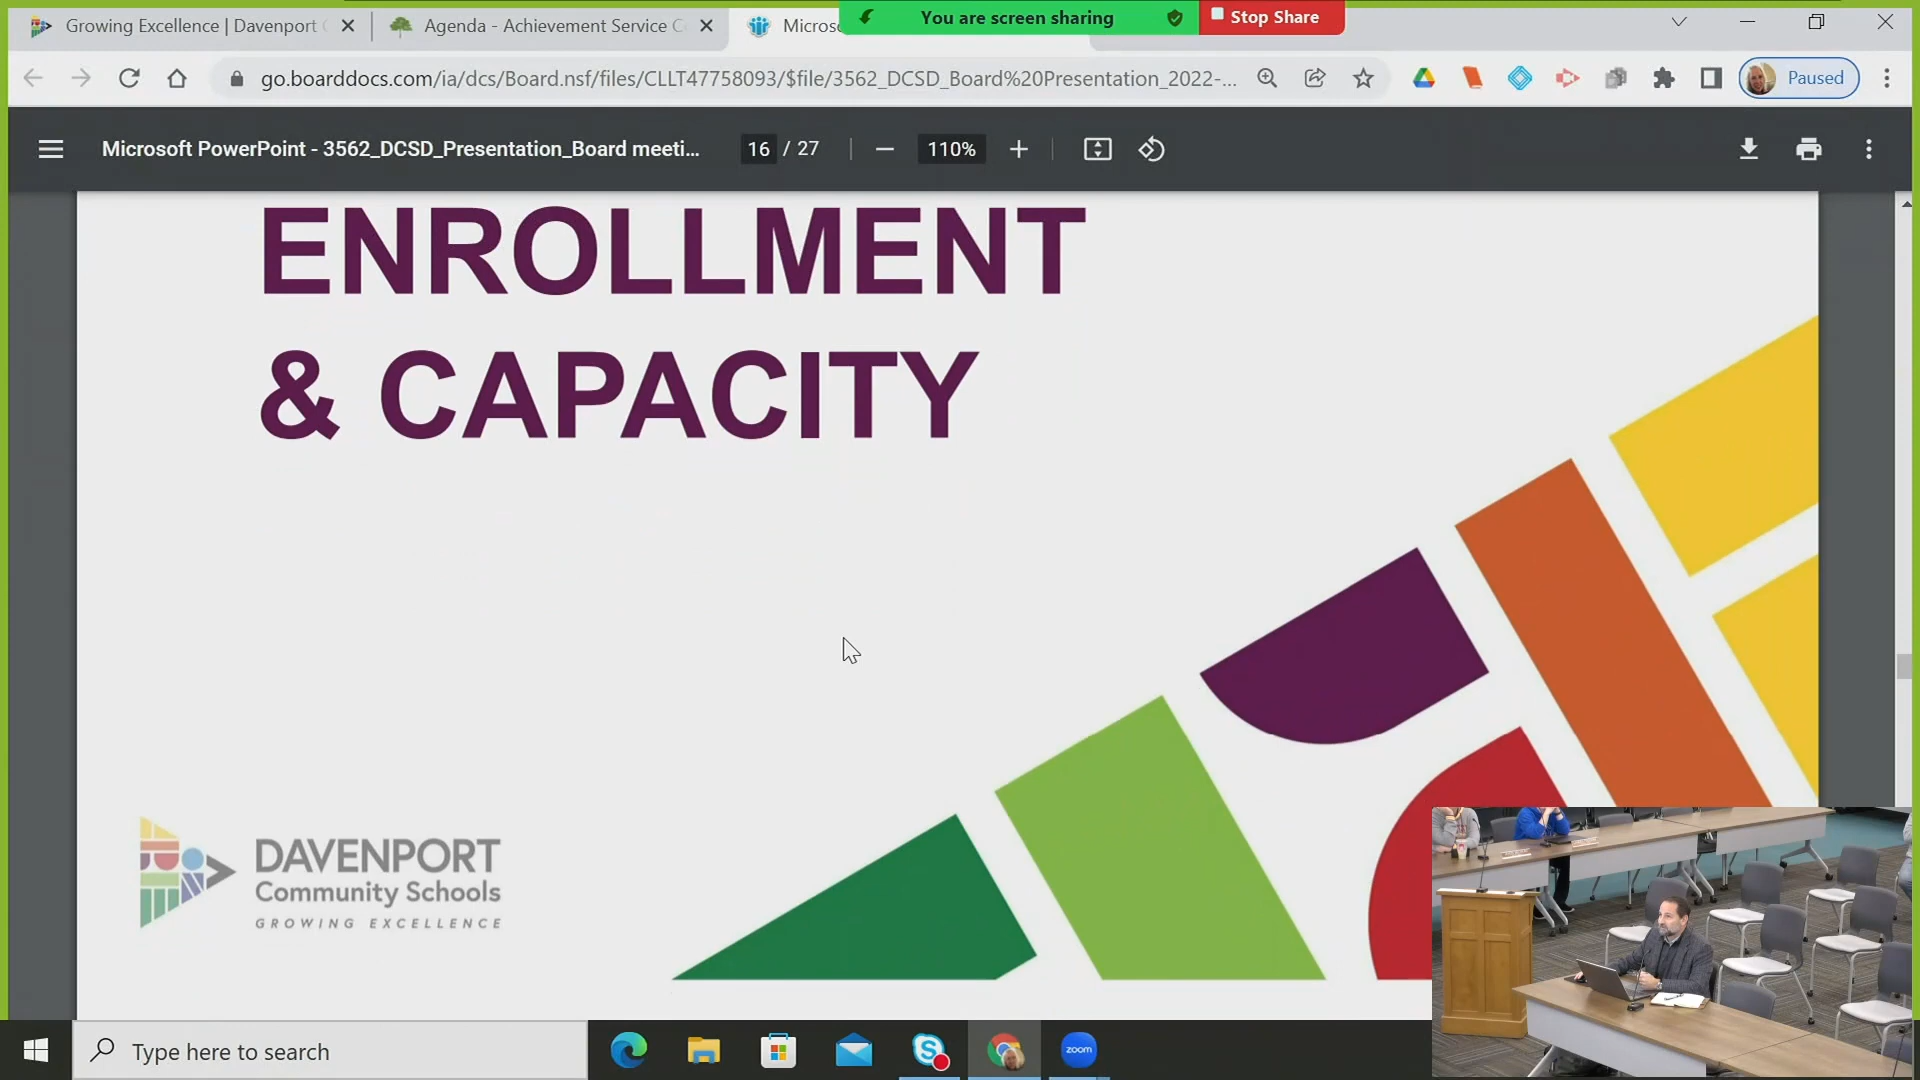 Growing Excellence | Davenport C
Agenda - Achievement Service C
Micros
You are screen sharing
Stop Share
go.boarddocs.com/ia/dcs/Board.nsf/files/CLLT47758093/$file/3562_DCSD_Board%20Presentation_2022-...
Paused
Microsoft PowerPoint - 3562_DCSD_Presentation_Board meeti...
16 / 27
110%
ENROLLMENT
& CAPACITY
DAVENPORT
Community Schools
GROWING EXCELLENCE
Type here to search
zoom